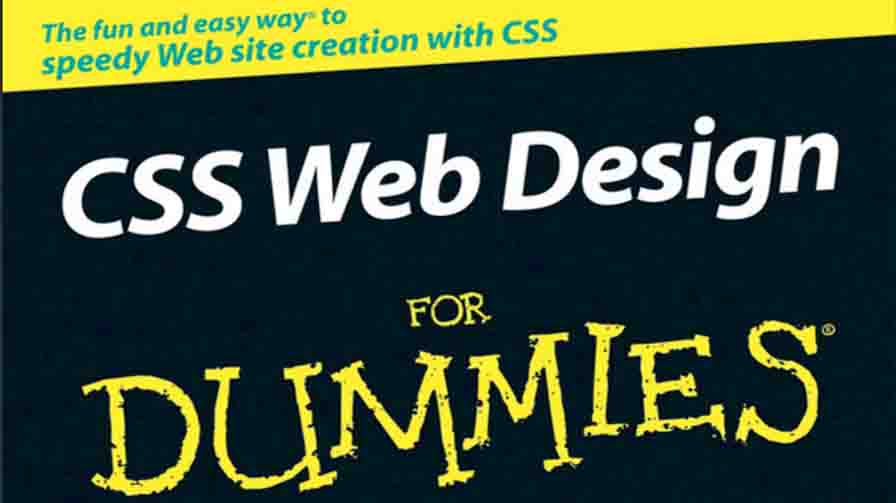 The fun and easy way® to
speedy Web site creation with CSS
CSS Web Design
FOR
DUMMIES®